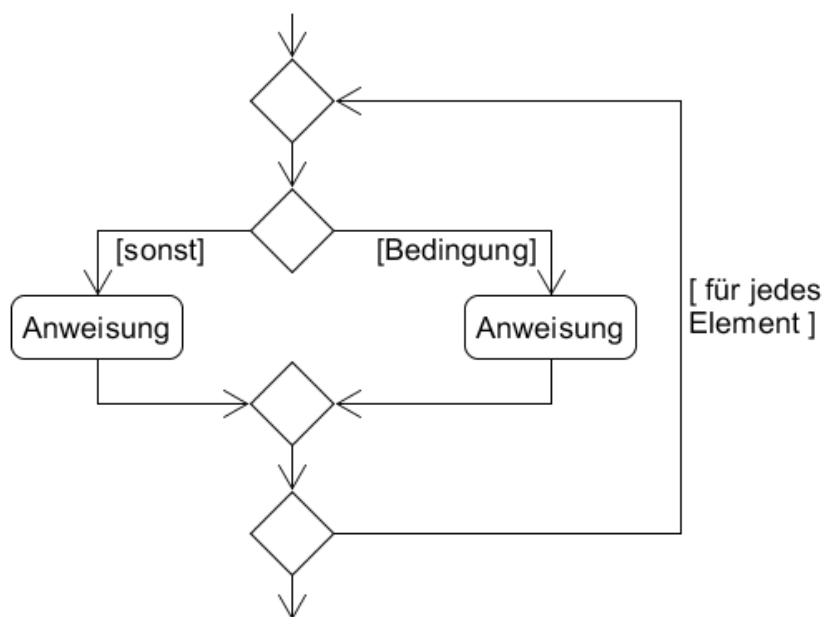 [sonst]
[Bedingung]
Anweisung
Anweisung
[ für jedes
Element ]